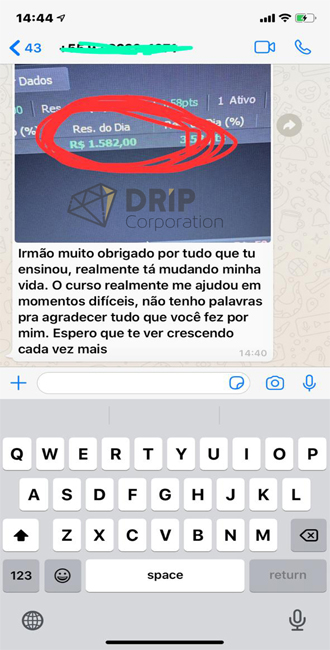 14:44
43
Dados
Res.
58pts
1 Ativo
(%)
Res. do Dia
Dia (%)
R$ 1.582,00
DRIP
Corporation
Irmão muito obrigado por tudo que tu
ensinou, realmente tá mudando minha
vida. O curso realmente me ajudou em
momentos difíceis, não tenho palavras
pra agradecer tudo que você fez por
mim. Espero que te ver crescendo
cada vez mais
14:40
Q W E R T Y U I O P
A S D F G H J K L
Z X C V B N M
123 space return